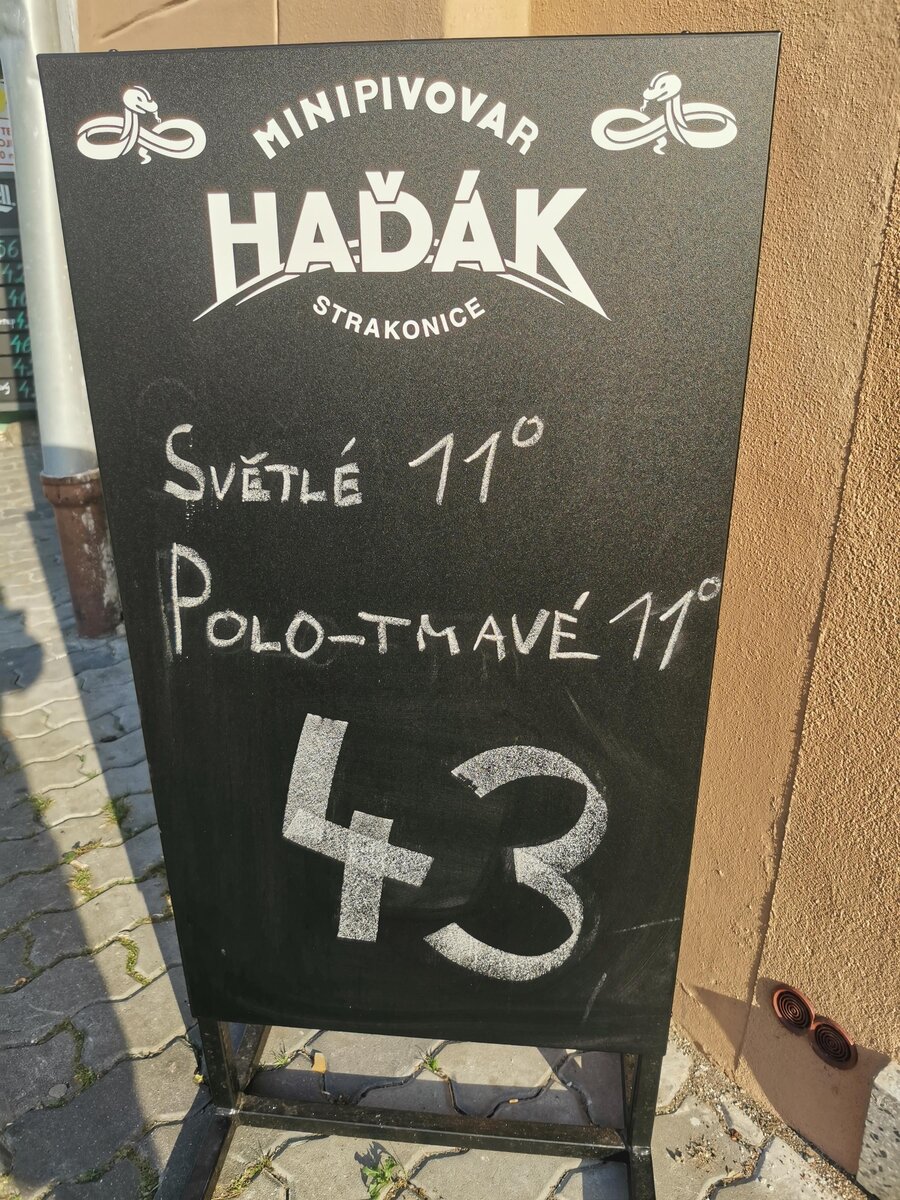 MINIPIVOVAR
HAĎÁK
STRAKONICE
SVĚTLÉ 11°
POLO-TMAVÉ 11°
43